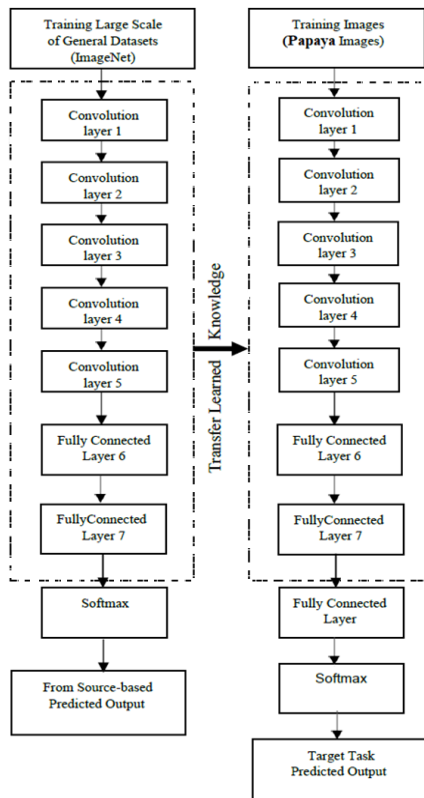 Training Large Scale
of General Datasets
(ImageNet)
Convolution
layer 1
Convolution
layer 2
Convolution
layer 3
Convolution
layer 4
Convolution
layer 5
Fully Connected
Layer 6
FullyConnected
Layer 7
Softmax
From Source-based
Predicted Output
Transfer Learned Knowledge
Training Images
(Papaya Images)
Convolution
layer 1
Convolution
layer 2
Convolution
layer 3
Convolution
layer 4
Convolution
layer 5
Fully Connected
Layer 6
FullyConnected
Layer 7
Fully Connected
Layer
Softmax
Target Task
Predicted Output